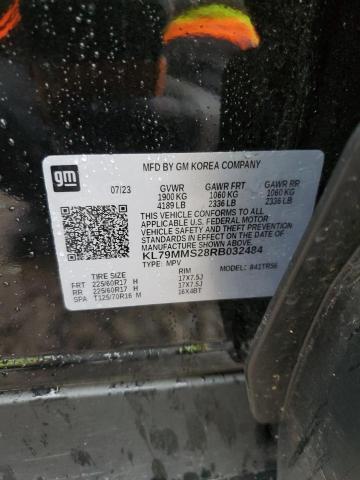 gm
MFD BY GM KOREA COMPANY
07/23 GVWR GAWR FRT GAWR RR
1900 KG 1060 KG 1060 KG
4189 LB 2336 LB 2336 LB
THIS VEHICLE CONFORMS TO ALL
APPLICABLE U.S. FEDERAL MOTOR
VEHICLE SAFETY AND THEFT
PREVENTION STANDARDS IN EFFECT ON
THE DATE OF MANUFACTURE SHOWN ABOVE.
KL79MMS28RB032484
TYPE: MPV MODEL: 841TR56
TIRE SIZE RIM
FRT 225/60R17 H 17X7.5J
RR 225/60R17 H 17X7.5J
SPA T125/70R16 M 16X4BT